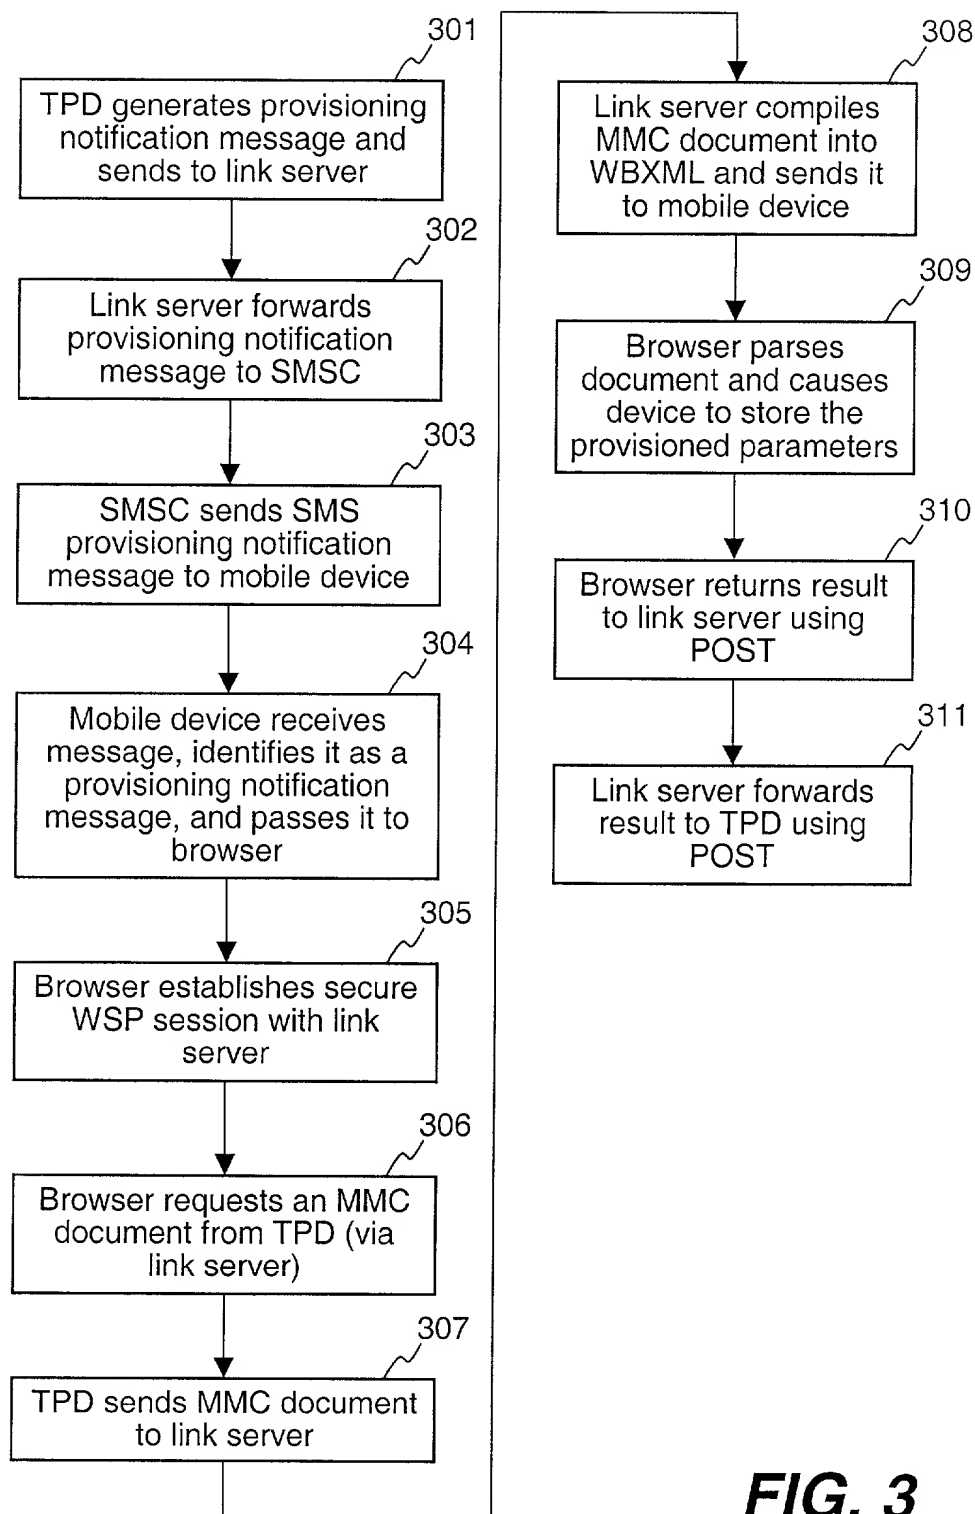 301
TPD generates provisioning
notification message and
sends to link server
302
Link server forwards
provisioning notification
message to SMSC
303
SMSC sends SMS
provisioning notification
message to mobile device
304
Mobile device receives
message, identifies it as a
provisioning notification
message, and passes it to
browser
305
Browser establishes secure
WSP session with link
server
306
Browser requests an MMC
document from TPD (via
link server)
307
TPD sends MMC document
to link server
308
Link server compiles
MMC document into
WBXML and sends it
to mobile device
309
Browser parses
document and causes
device to store the
provisioned parameters
310
Browser returns result
to link server using
POST
311
Link server forwards
result to TPD using
POST
FIG. 3